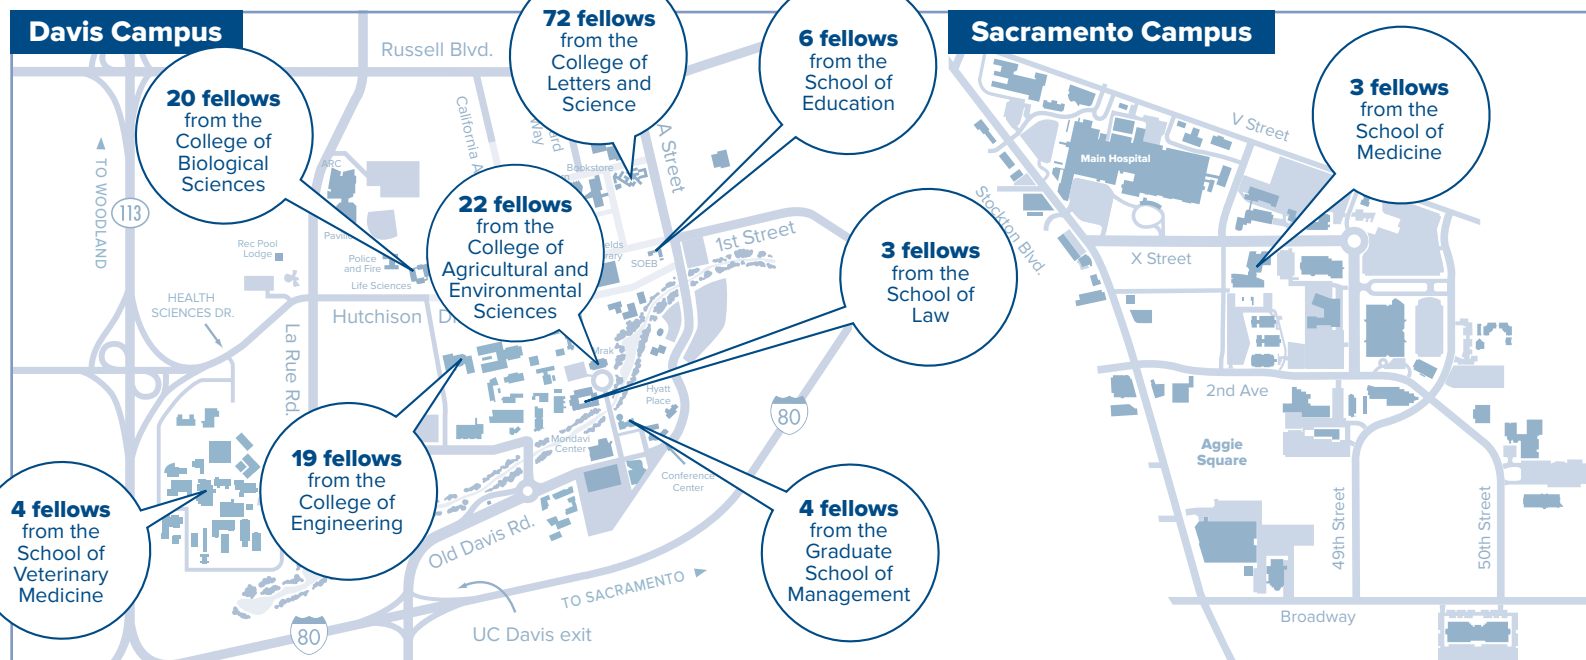 Davis Campus
Russell Blvd.
20 fellows
from the
College of
Biological
Sciences
72 fellows
from the
College of
Letters and
Science
6 fellows
from the
School of
Education
22 fellows
from the
College of
Agricultural and
Environmental
Sciences
3 fellows
from the
School of
Law
19 fellows
from the
College of
Engineering
4 fellows
from the
School of
Veterinary
Medicine
4 fellows
from the
Graduate
School of
Management
TO WOODLAND
113
ARC
Rec Pool
Lodge
Police
and Fire
Life Sciences
HEALTH
SCIENCES DR.
Hutchison
La Rue Rd.
California
Way
Bookstore
A Street
1st Street
SOEB
Mrak
Hyatt
Place
Mondavi
Center
Conference
Center
80
Old Davis Rd.
TO SACRAMENTO
UC Davis exit
80
Sacramento Campus
3 fellows
from the
School of
Medicine
V Street
Main Hospital
Stockton Blvd.
X Street
2nd Ave
Aggie
Square
49th Street
50th Street
Broadway